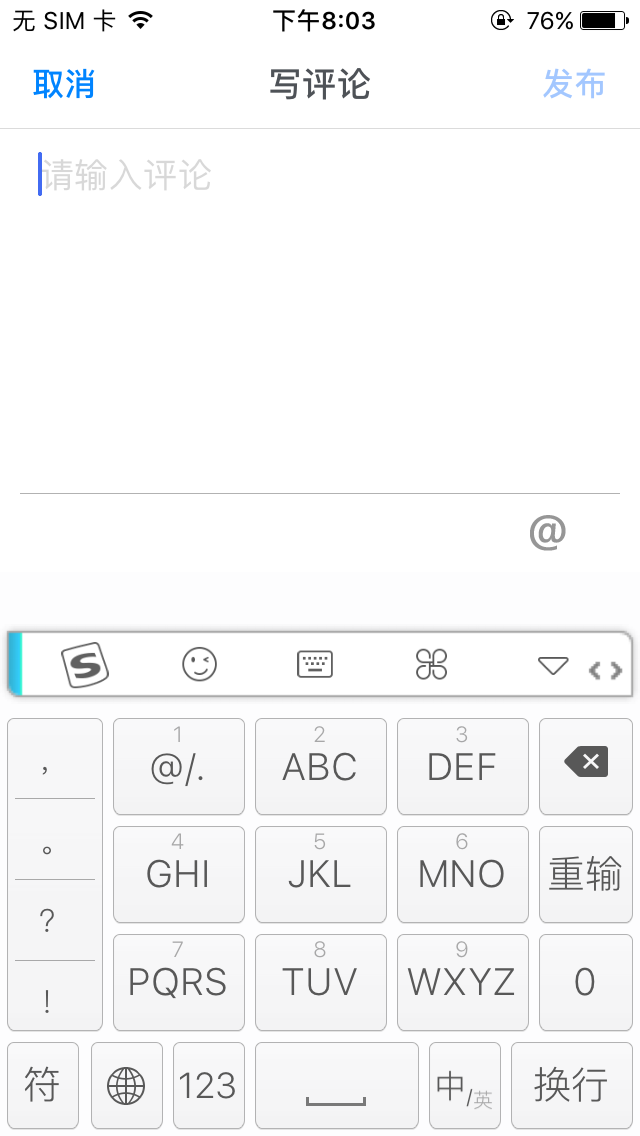 无 SIM 卡 下午8:03 76%
取消 写评论 发布
请输入评论
@
S
，
。
?
!
1 2 3
@/. ABC DEF
4 5 6
GHI JKL MNO 重输
7 8 9
PQRS TUV WXYZ 0
符 123 中/英 换行